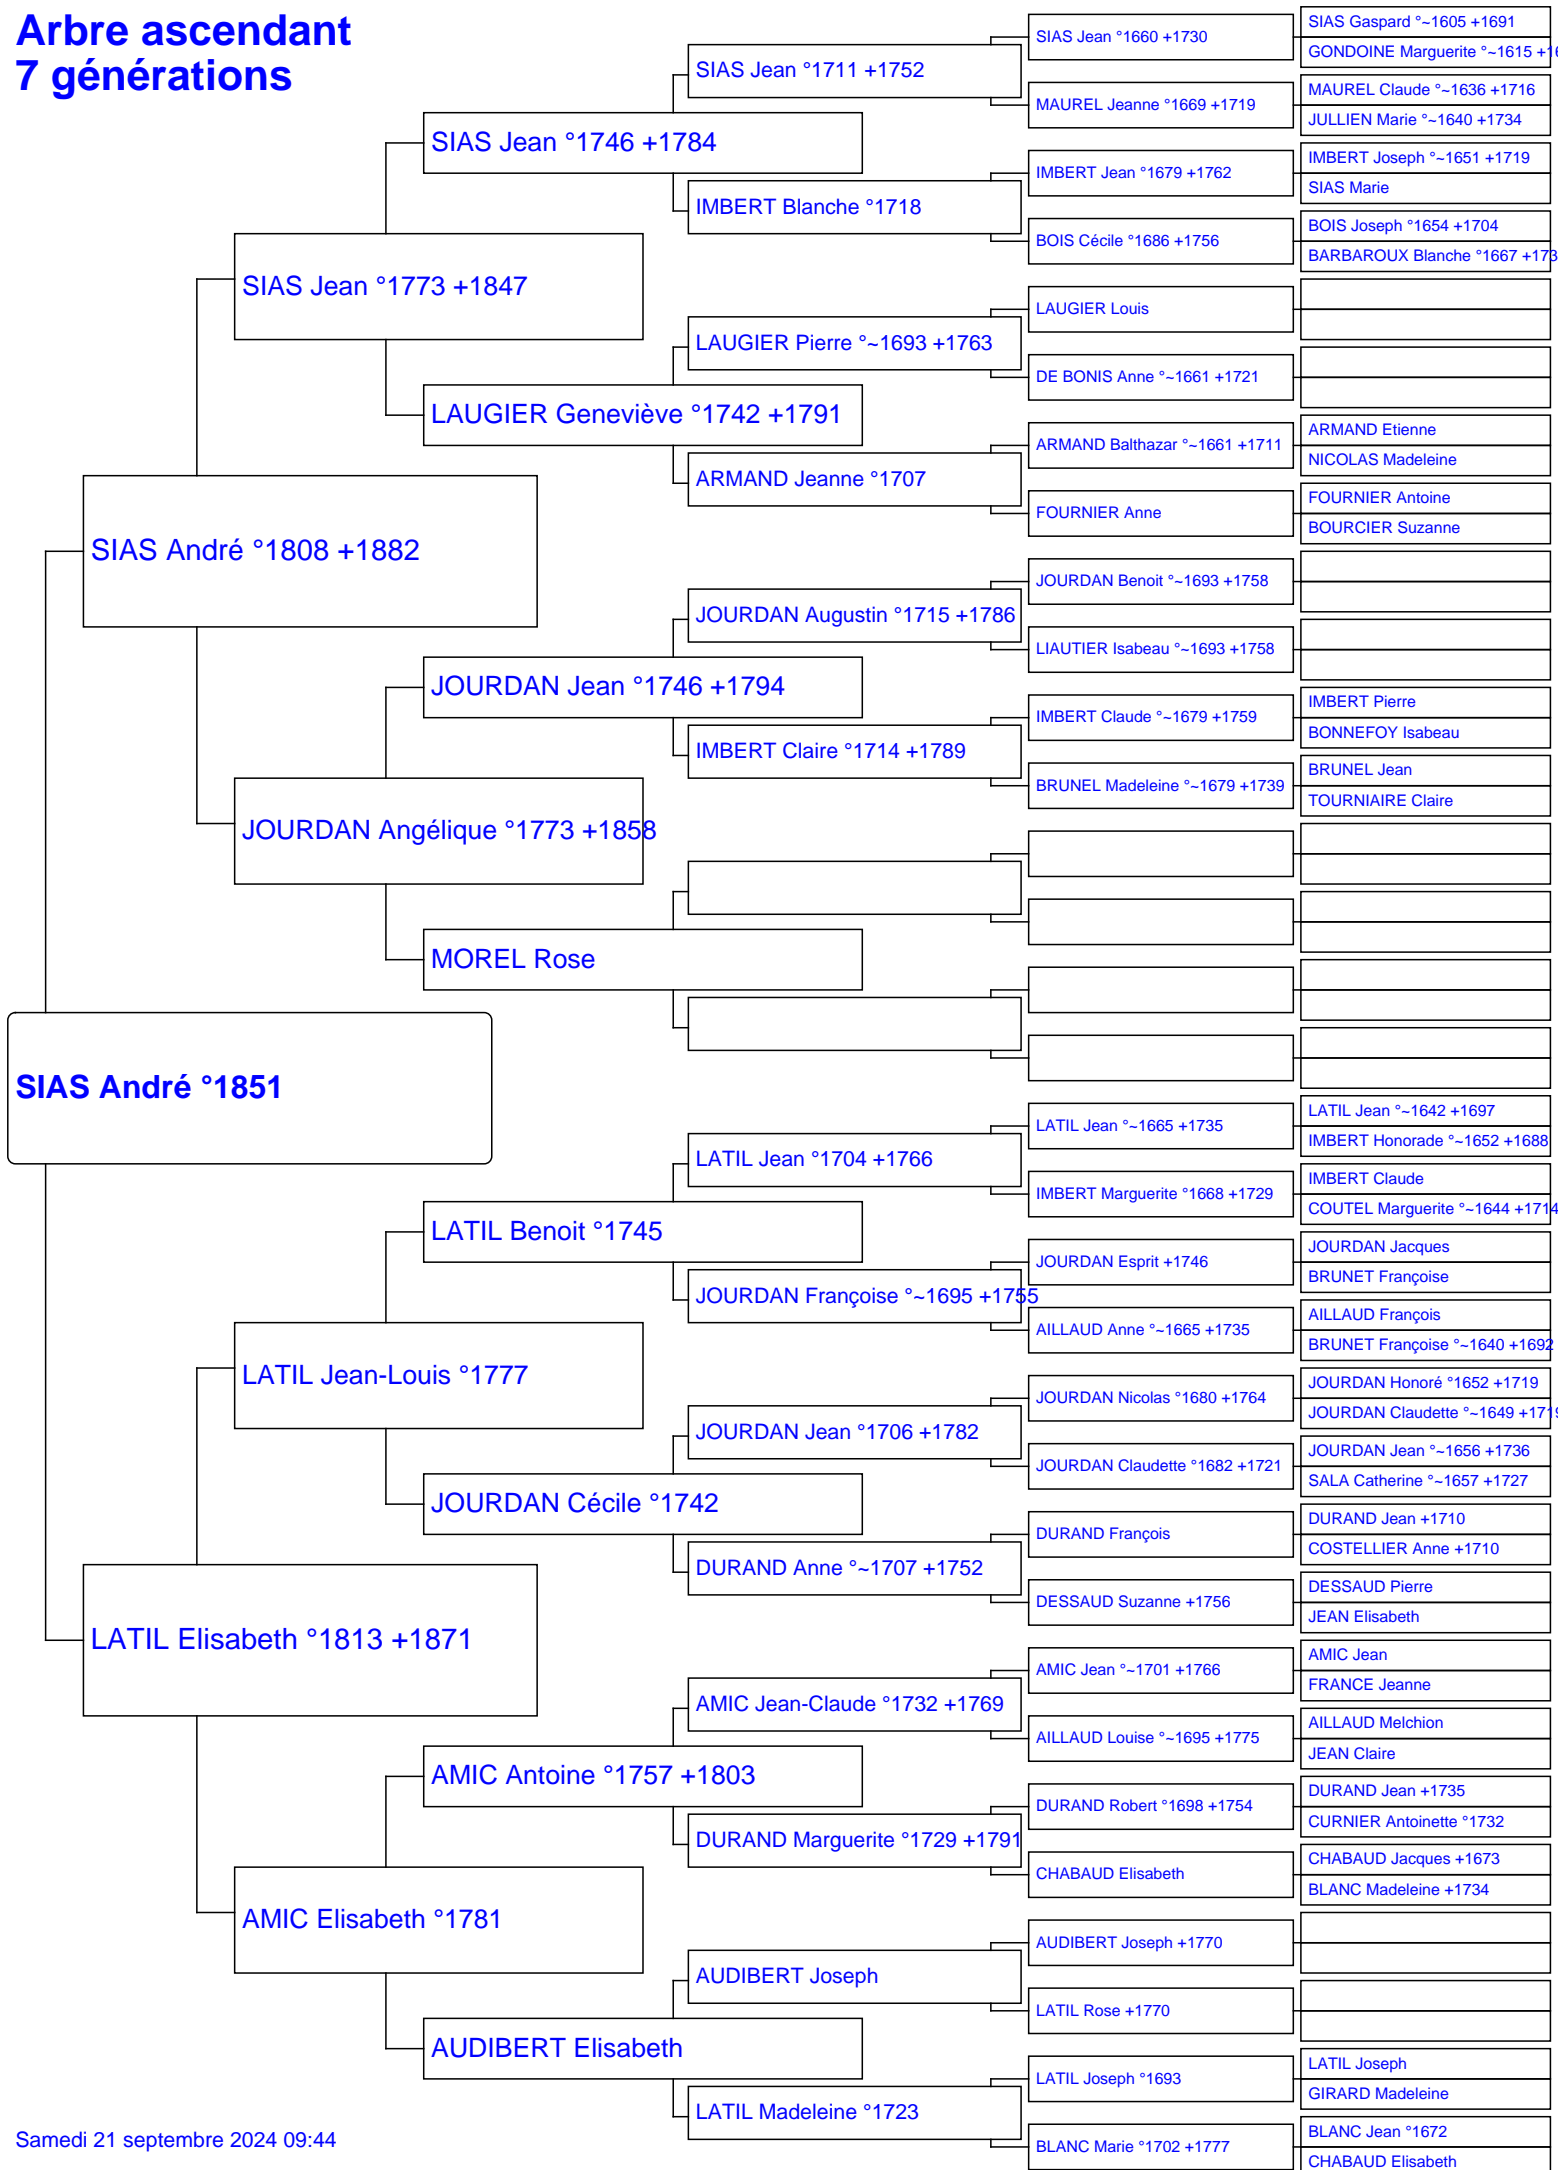 Arbre ascendant
7 générations
SIAS André °1851
SIAS André °1808 +1882
LATIL Elisabeth °1813 +1871
SIAS Jean °1773 +1847
JOURDAN Angélique °1773 +1858
LATIL Jean-Louis °1777
AMIC Elisabeth °1781
SIAS Jean °1746 +1784
LAUGIER Geneviève °1742 +1791
JOURDAN Jean °1746 +1794
MOREL Rose
LATIL Benoit °1745
JOURDAN Cécile °1742
AMIC Antoine °1757 +1803
AUDIBERT Elisabeth
SIAS Jean °1711 +1752
IMBERT Blanche °1718
LAUGIER Pierre °~1693 +1763
ARMAND Jeanne °1707
JOURDAN Augustin °1715 +1786
IMBERT Claire °1714 +1789
LATIL Jean °1704 +1766
JOURDAN Françoise °~1695 +1755
JOURDAN Jean °1706 +1782
DURAND Anne °~1707 +1752
AMIC Jean-Claude °1732 +1769
DURAND Marguerite °1729 +1791
AUDIBERT Joseph
LATIL Madeleine °1723
SIAS Jean °1660 +1730
MAUREL Jeanne °1669 +1719
IMBERT Jean °1679 +1762
BOIS Cécile °1686 +1756
LAUGIER Louis
DE BONIS Anne °~1661 +1721
ARMAND Balthazar °~1661 +1711
FOURNIER Anne
JOURDAN Benoit °~1693 +1758
LIAUTIER Isabeau °~1693 +1758
IMBERT Claude °~1679 +1759
BRUNEL Madeleine °~1679 +1739
LATIL Jean °~1665 +1735
IMBERT Marguerite °1668 +1729
JOURDAN Esprit +1746
AILLAUD Anne °~1665 +1735
JOURDAN Nicolas °1680 +1764
JOURDAN Claudette °1682 +1721
DURAND François
DESSAUD Suzanne +1756
AMIC Jean °~1701 +1766
AILLAUD Louise °~1695 +1775
DURAND Robert °1698 +1754
CHABAUD Elisabeth
AUDIBERT Joseph +1770
LATIL Rose +1770
LATIL Joseph °1693
BLANC Marie °1702 +1777
SIAS Gaspard °~1605 +1691
GONDOINE Marguerite °~1615
MAUREL Claude °~1636 +1716
JULLIEN Marie °~1640 +1734
IMBERT Joseph °~1651 +1719
SIAS Marie
BOIS Joseph °1654 +1704
BARBAROUX Blanche °1667 +173
ARMAND Etienne
NICOLAS Madeleine
FOURNIER Antoine
BOURCIER Suzanne
IMBERT Pierre
BONNEFOY Isabeau
BRUNEL Jean
TOURNIAIRE Claire
LATIL Jean °~1642 +1697
IMBERT Honorade °~1652 +1688
IMBERT Claude
COUTEL Marguerite °~1644 +1714
JOURDAN Jacques
BRUNET Françoise
AILLAUD François
BRUNET Françoise °~1640 +1692
JOURDAN Honoré °1652 +1719
JOURDAN Claudette °~1649 +1719
JOURDAN Jean °~1656 +1736
SALA Catherine °~1657 +1727
DURAND Jean +1710
COSTELLIER Anne +1710
DESSAUD Pierre
JEAN Elisabeth
AMIC Jean
FRANCE Jeanne
AILLAUD Melchion
JEAN Claire
DURAND Jean +1735
CURNIER Antoinette °1732
CHABAUD Jacques +1673
BLANC Madeleine +1734
LATIL Joseph
GIRARD Madeleine
BLANC Jean °1672
CHABAUD Elisabeth
Samedi 21 septembre 2024 09:44